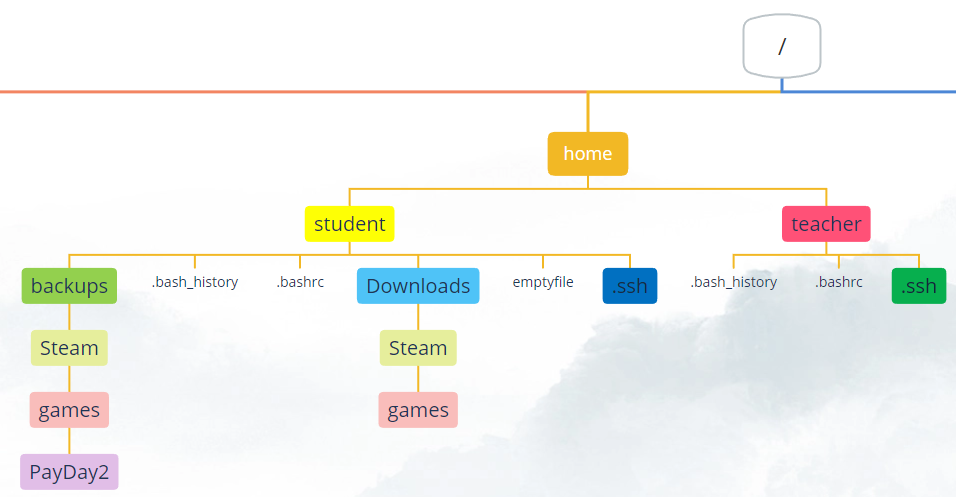 /
home
student
teacher
backups
.bash_history
.bashrc
Downloads
emptyfile
.ssh
.bash_history
.bashrc
.ssh
Steam
Steam
games
games
PayDay2